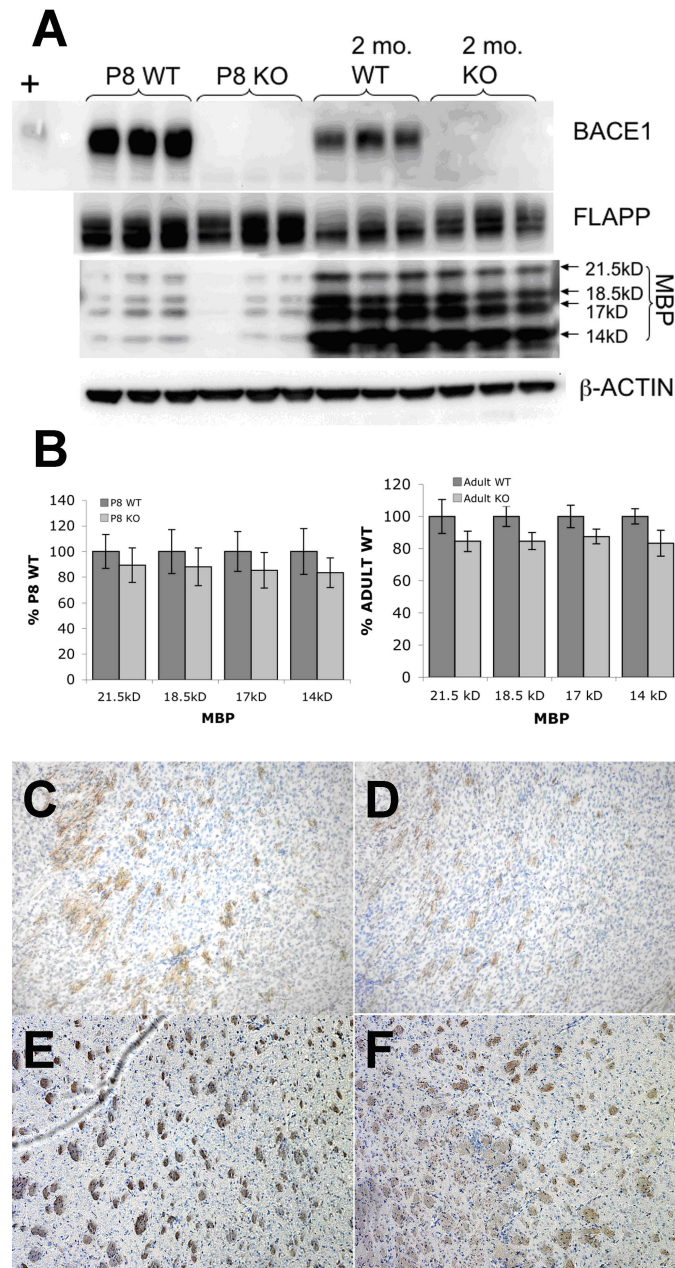 A
+
P8 WT
P8 KO
2 mo.
WT
2 mo.
KO
BACE1
FLAPP
21.5kD
18.5kD
17kD
14kD
MBP
β-ACTIN
B
140
120
100
80
60
40
20
0
% P8 WT
P8 WT
P8 KO
21.5kD
18.5kD
17kD
14kD
MBP
120
100
80
60
40
20
0
% ADULT WT
Adult WT
Adult KO
21.5 kD
18.5 kD
17 kD
14 kD
MBP
C
D
E
F